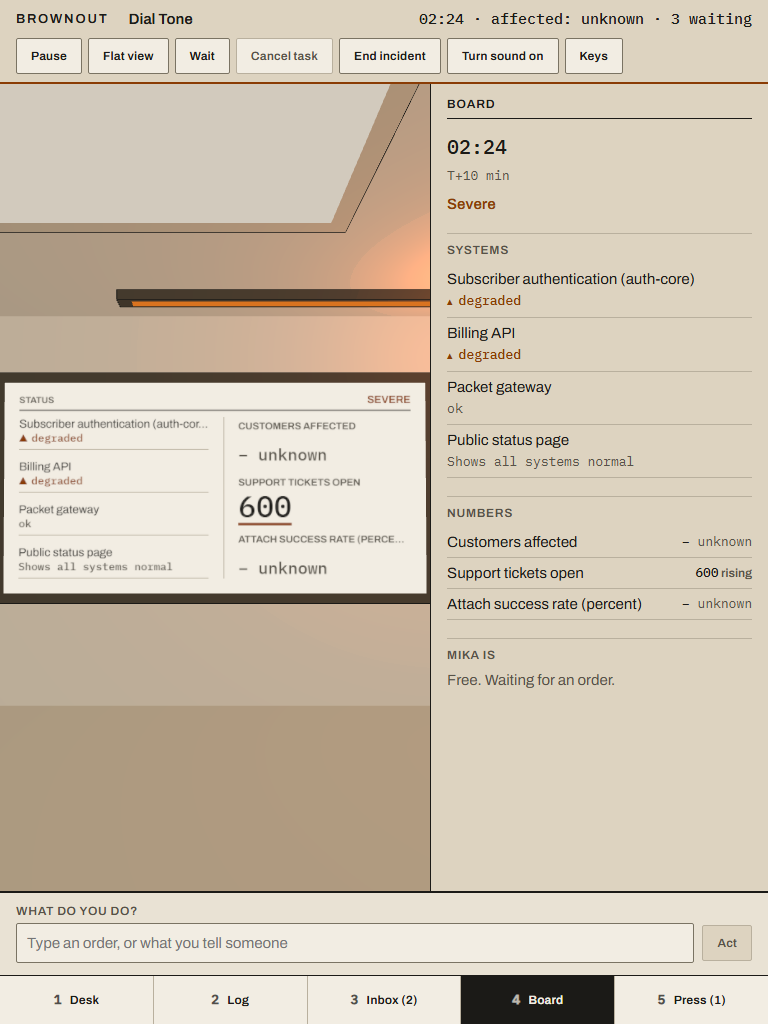 BROWNOUT Dial Tone 02:24 · affected: unknown · 3 waiting
Pause Flat view Wait Cancel task End incident Turn sound on Keys
STATUS SEVERE
Subscriber authentication (auth-cor...
▲ degraded
Billing API
▲ degraded
Packet gateway
ok
Public status page
Shows all systems normal
CUSTOMERS AFFECTED
– unknown
SUPPORT TICKETS OPEN
600
ATTACH SUCCESS RATE (PERCE...
– unknown
BOARD
02:24
T+10 min
Severe
SYSTEMS
Subscriber authentication (auth-core)
▲ degraded
Billing API
▲ degraded
Packet gateway
ok
Public status page
Shows all systems normal
NUMBERS
Customers affected – unknown
Support tickets open 600 rising
Attach success rate (percent) – unknown
MIKA IS
Free. Waiting for an order.
WHAT DO YOU DO?
Type an order, or what you tell someone Act
1 Desk 2 Log 3 Inbox (2) 4 Board 5 Press (1)